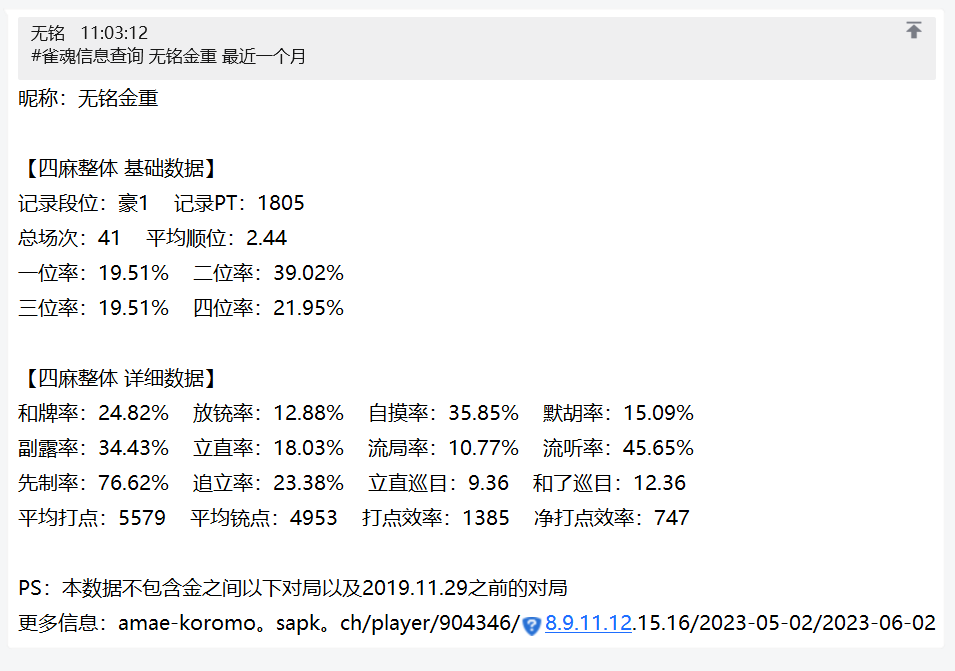 无铭 11:03:12
#雀魂信息查询 无铭金重 最近一个月
昵称：无铭金重
【四麻整体 基础数据】
记录段位：豪1 记录PT：1805
总场次：41 平均顺位：2.44
一位率：19.51% 二位率：39.02%
三位率：19.51% 四位率：21.95%
【四麻整体 详细数据】
和牌率：24.82% 放铳率：12.88% 自摸率：35.85% 默胡率：15.09%
副露率：34.43% 立直率：18.03% 流局率：10.77% 流听率：45.65%
先制率：76.62% 追立率：23.38% 立直巡目：9.36 和了巡目：12.36
平均打点：5579 平均铳点：4953 打点效率：1385 净打点效率：747
PS：本数据不包含金之间以下对局以及2019.11.29之前的对局
更多信息：amae-koromo。sapk。ch/player/904346/8.9.11.12.15.16/2023-05-02/2023-06-02